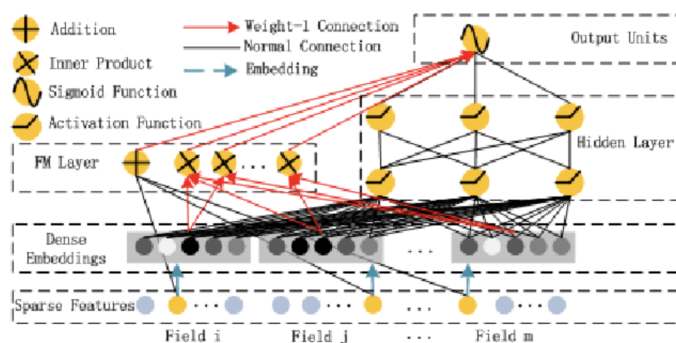 Addition
Weight-1 Connection
Normal Connection
Output Units
Inner Product
Embedding
Sigmoid Function
Activation Function
Hidden Layer
FM Layer
...
Dense
Embeddings
...
Sparse Features
... ... ... ...
Field i Field j ... Field m